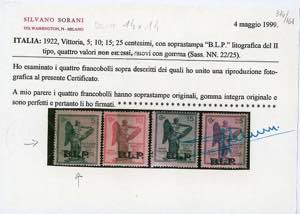 SILVANO SORANI
VIA WASHINGTON, 78 - MILANO
4 maggio 1999.
ITALIA: 1922, Vittoria, 5; 10; 15; 25 centesimi, con soprastampa "B.L.P." litografica del II
tipo, quattro valori non emessi, nuovi con gomma (Sass. NN. 22/25).
Ho esaminato i quattro francobolli sopra descritti dei quali ho unito una riproduzione foto-
grafica al presente Certificato.
A mio parere i quattro francobolli hanno soprastampe originali, gomma integra originale e
sono perfetti e pertanto li ho firmati.
B.L.P. B.L.P. B.L.P. B.L.P.